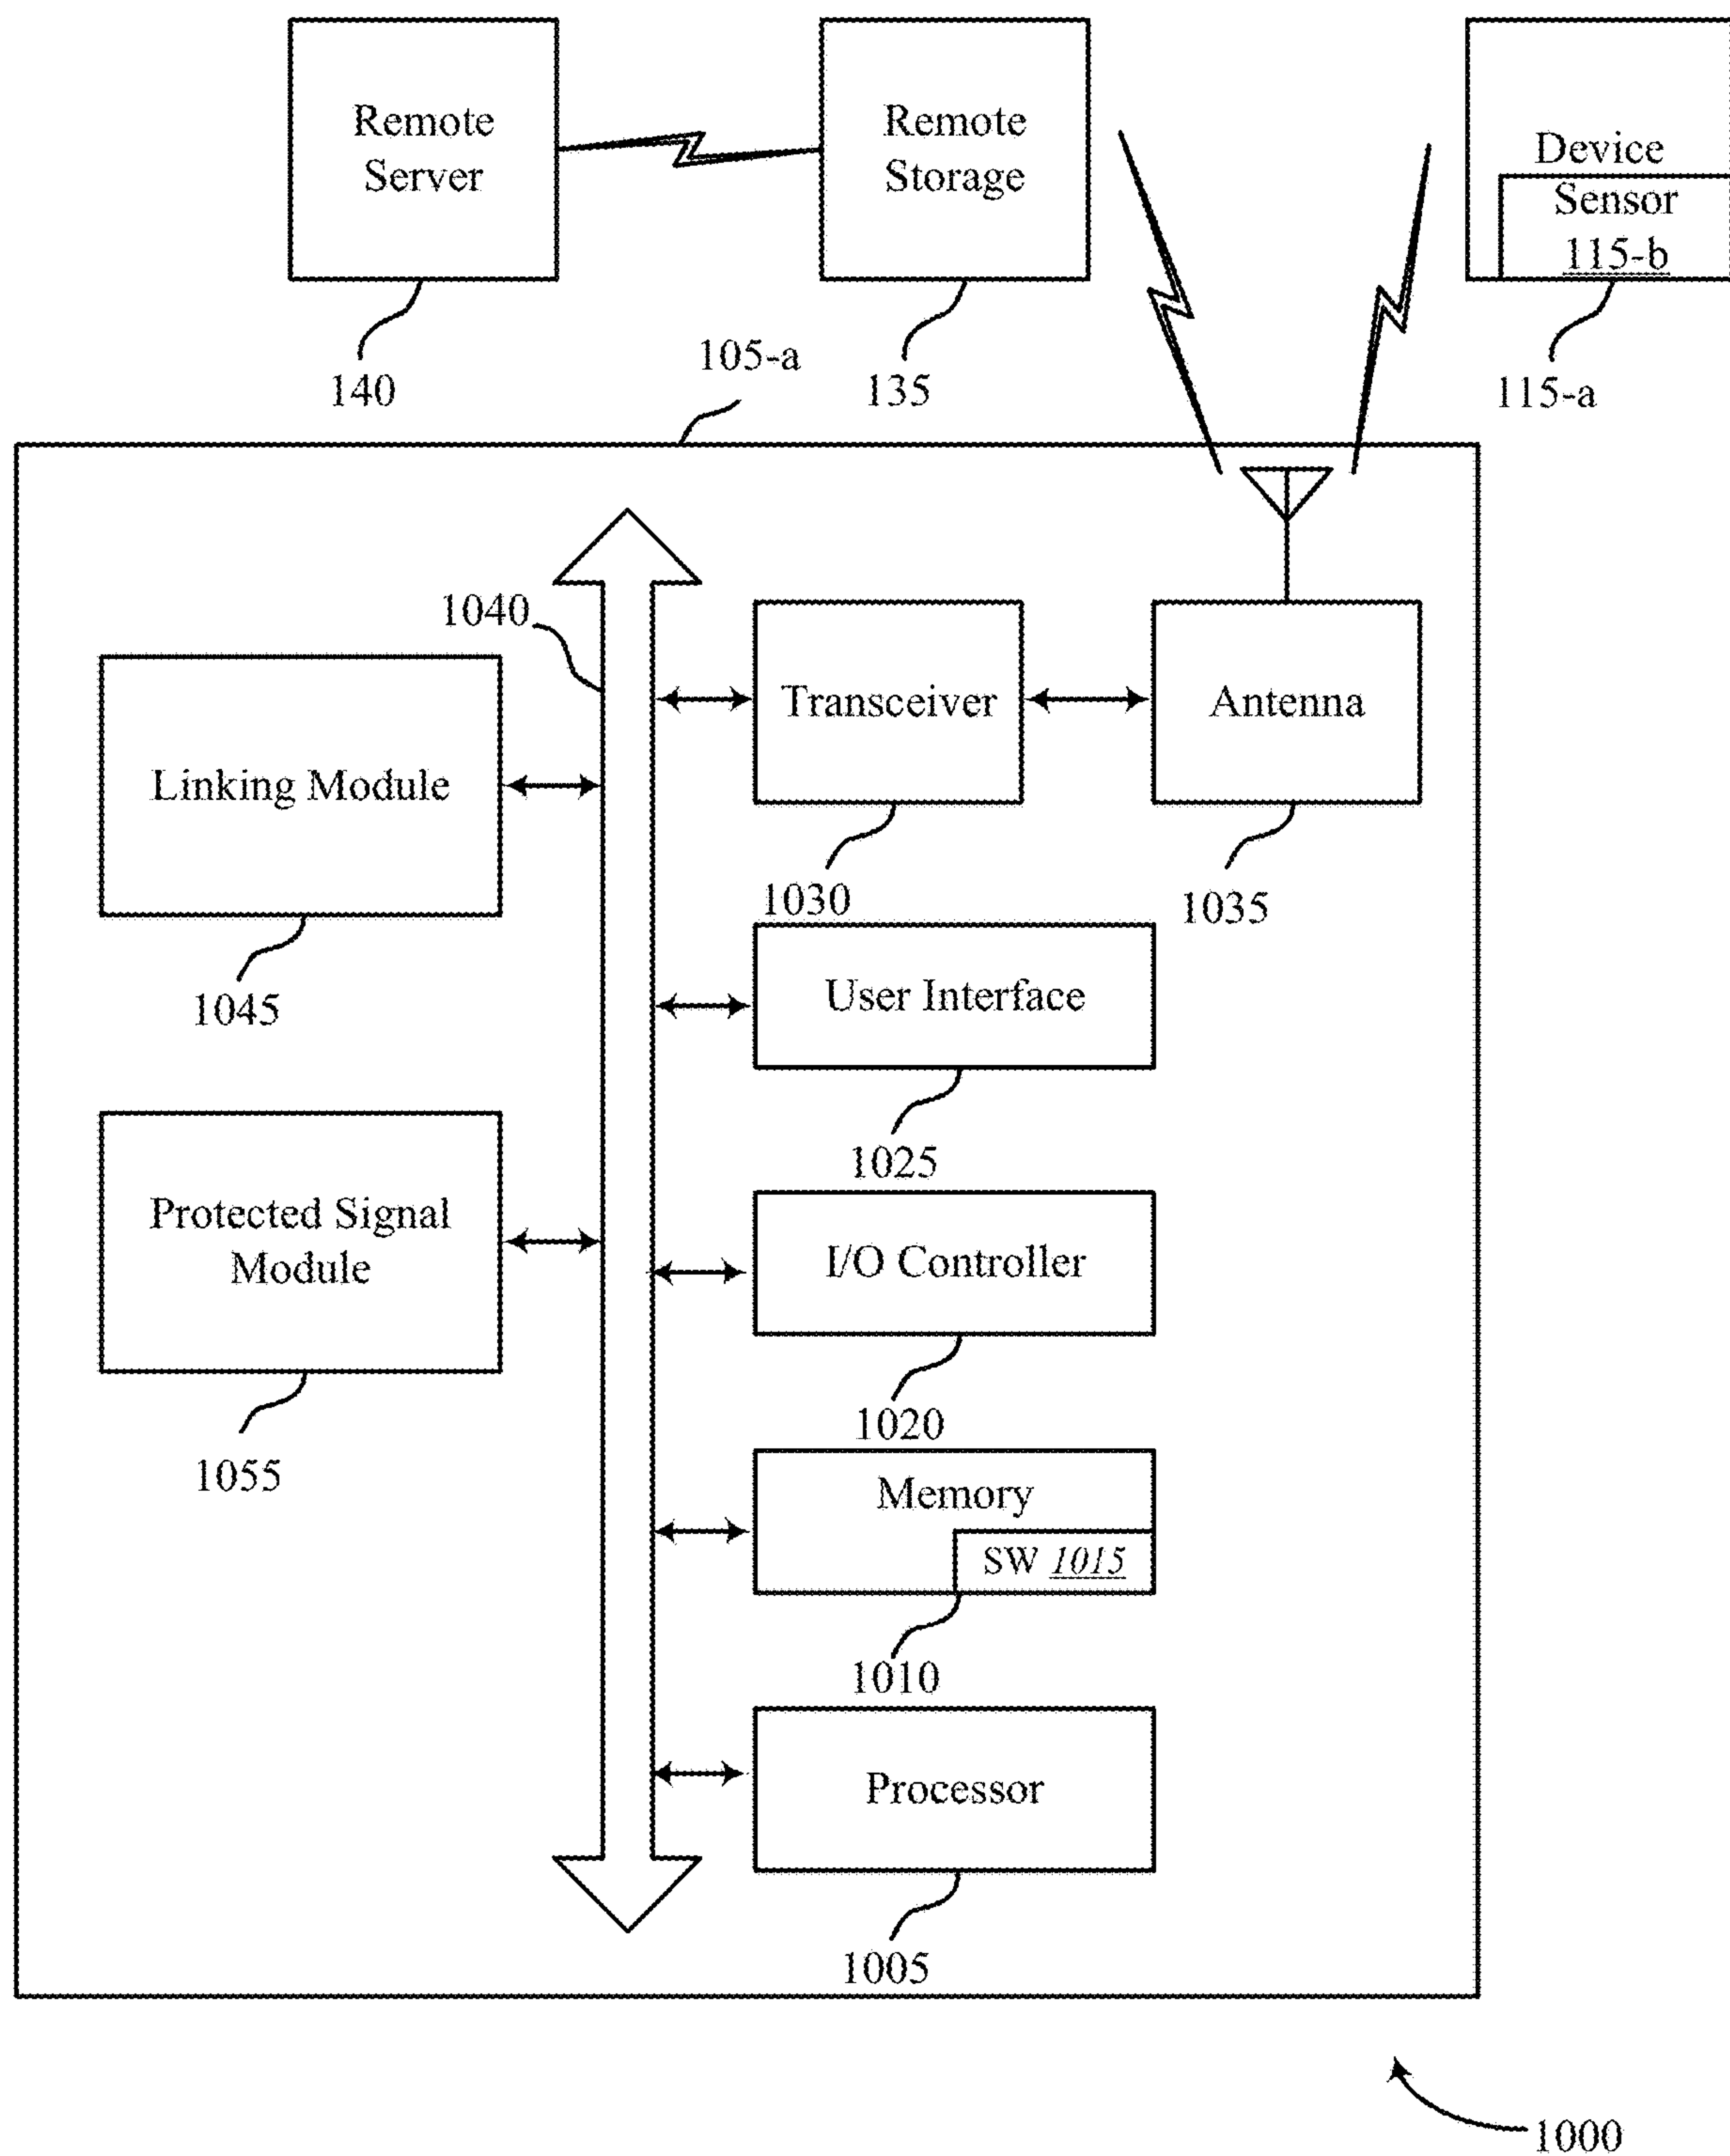 Remote
Server
140
Remote
Storage
135
Device
Sensor
115-b
115-a
105-a
1040
Linking Module
1045
Protected Signal
Module
1055
Transceiver
1030
Antenna
1035
User Interface
1025
I/O Controller
1020
Memory
SW 1015
1010
Processor
1005
1000